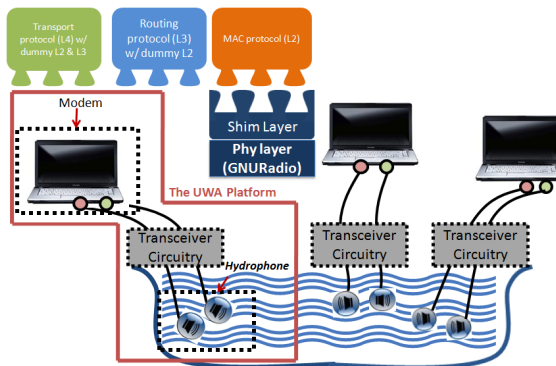 Transport
protocol (L4) w/
dummy L2 & L3
Routing
protocol (L3)
w/ dummy L2
MAC protocol (L2)
Modem
Shim Layer
Phy layer
(GNURadio)
The UWA Platform
Transceiver
Circuitry
Hydrophone
Transceiver
Circuitry
Transceiver
Circuitry